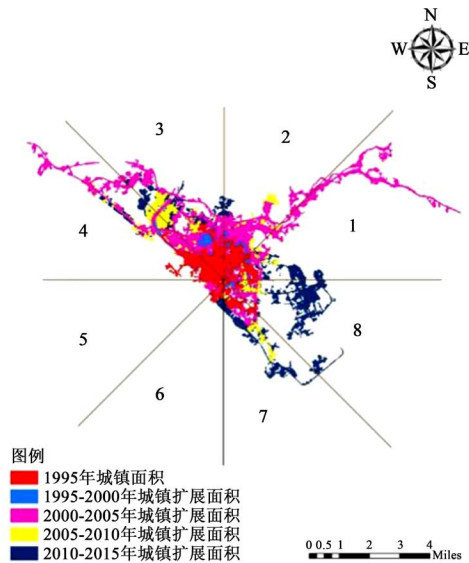 N
W E
S
3
2
4
1
5
8
6
7
图例
1995年城镇面积
1995-2000年城镇扩展面积
2000-2005年城镇扩展面积
2005-2010年城镇扩展面积
2010-2015年城镇扩展面积
0 0.5 1 2 3 4
Miles